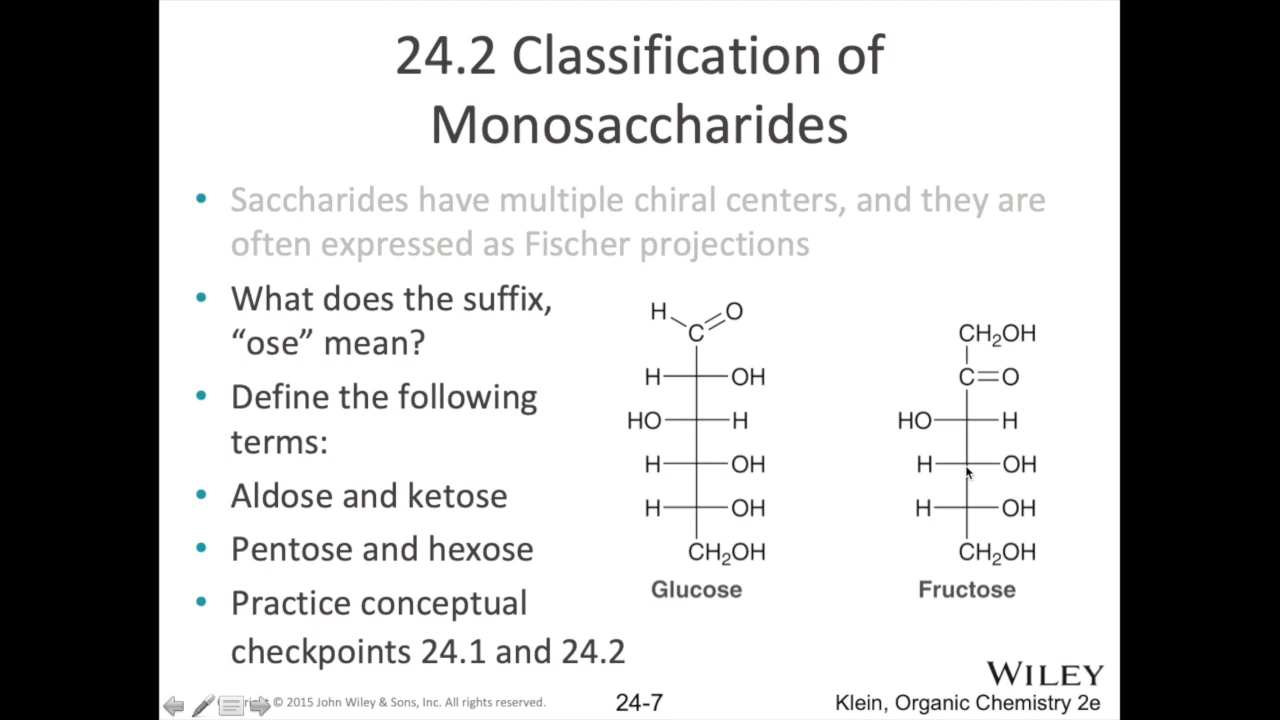 24.2 Classification of
Monosaccharides
• Saccharides have multiple chiral centers, and they are
often expressed as Fischer projections
• What does the suffix,
“ose” mean?
• Define the following
terms:
• Aldose and ketose
• Pentose and hexose
• Practice conceptual
checkpoints 24.1 and 24.2
H O
C
H OH
HO H
H OH
H OH
CH₂OH
Glucose
CH₂OH
C=O
HO H
H OH
H OH
CH₂OH
Fructose
WILEY
© 2015 John Wiley & Sons, Inc. All rights reserved.
24-7
Klein, Organic Chemistry 2e